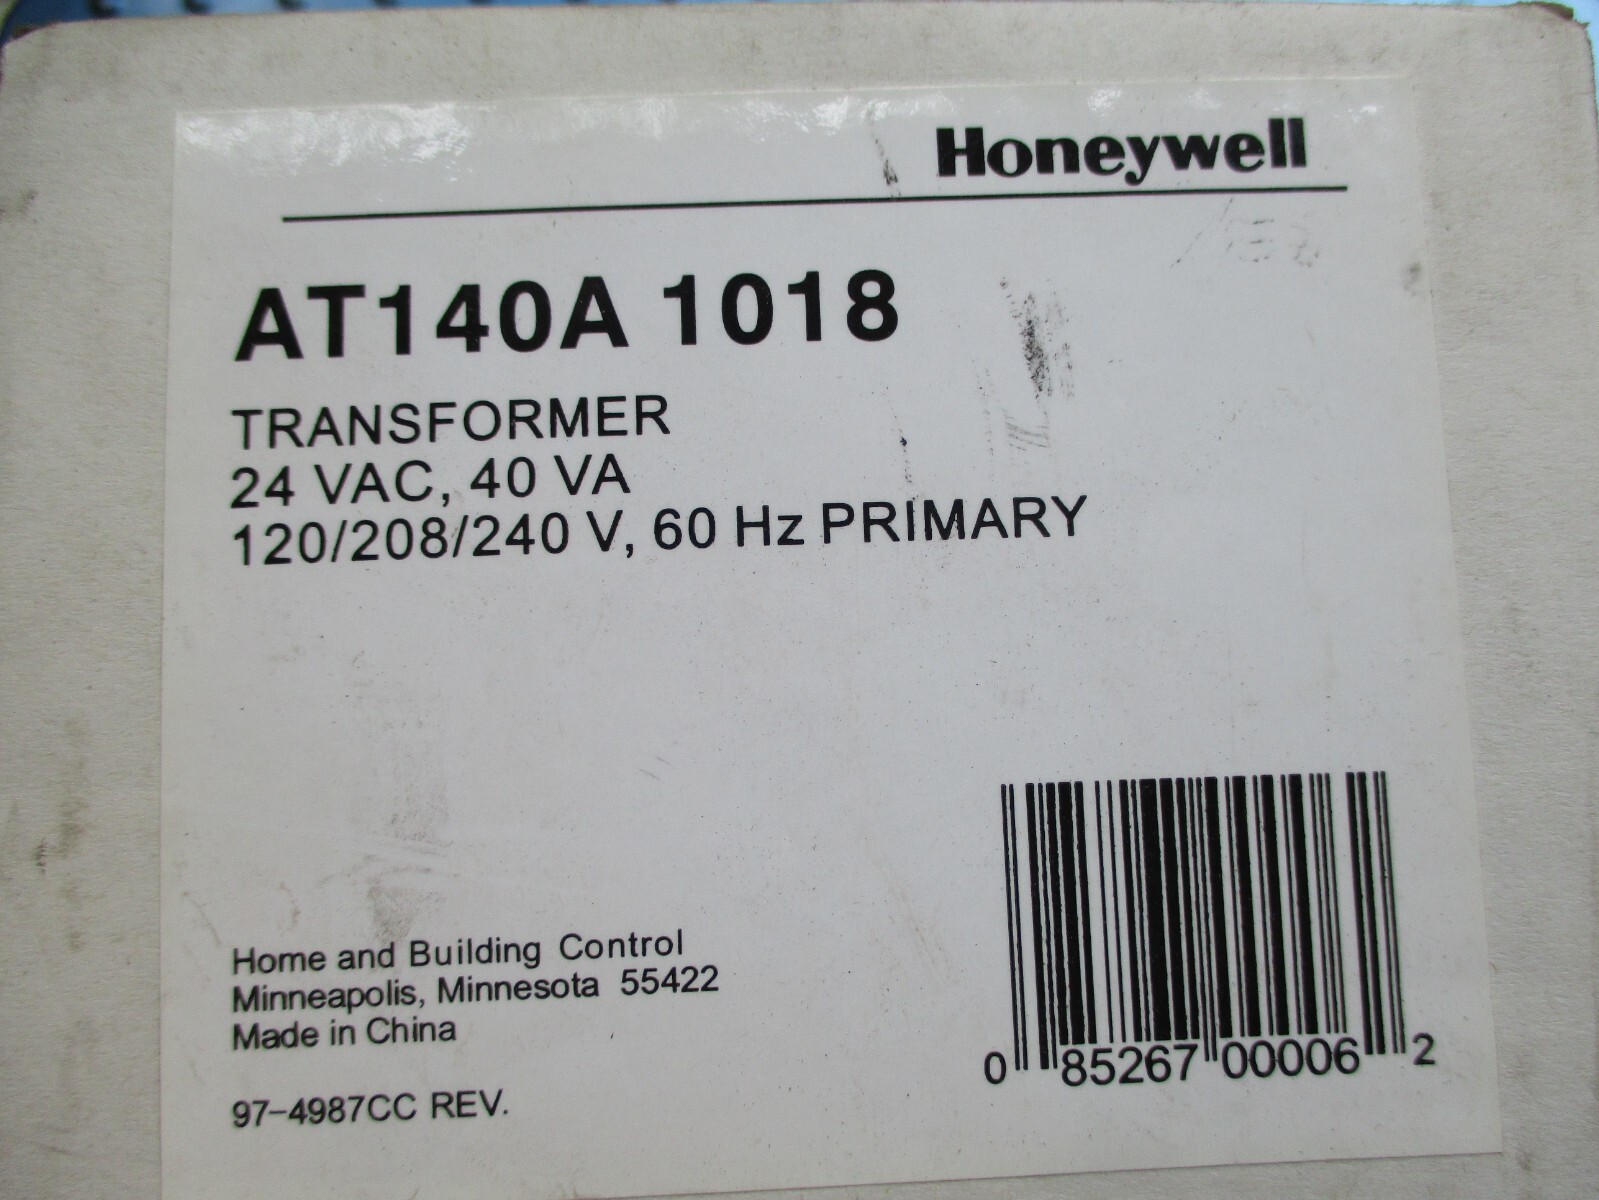 Honeywell
AT140A 1018
TRANSFORMER
24 VAC, 40 VA
120/208/240 V, 60 Hz PRIMARY
Home and Building Control
Minneapolis, Minnesota 55422
Made in China
97-4987CC REV.
0 85267 00006 2